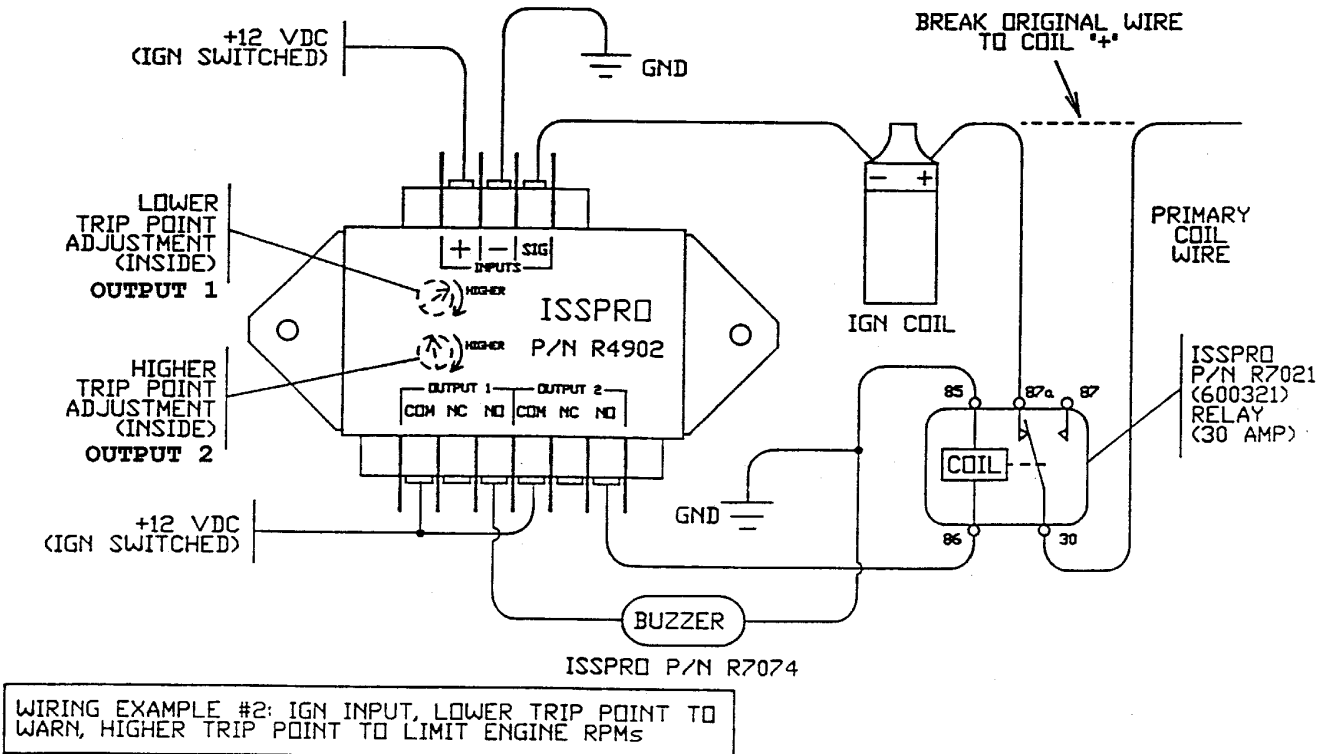 +12 VDC
(IGN SWITCHED)
GND
BREAK ORIGINAL WIRE
TO COIL "+"
LOWER
TRIP POINT
ADJUSTMENT
(INSIDE)
OUTPUT 1
+ - SIG
INPUTS
HIGHER
ISSPRO
P/N R4902
HIGHER
- +
IGN COIL
PRIMARY
COIL
WIRE
HIGHER
TRIP POINT
ADJUSTMENT
(INSIDE)
OUTPUT 2
OUTPUT 1 OUTPUT 2
COM NC NO COM NC NO
85 87a 87
COIL
86 30
ISSPRO
P/N R7021
(600321)
RELAY
(30 AMP)
+12 VDC
(IGN SWITCHED)
GND
BUZZER
ISSPRO P/N R7074
WIRING EXAMPLE #2: IGN INPUT, LOWER TRIP POINT TO
WARN, HIGHER TRIP POINT TO LIMIT ENGINE RPMs